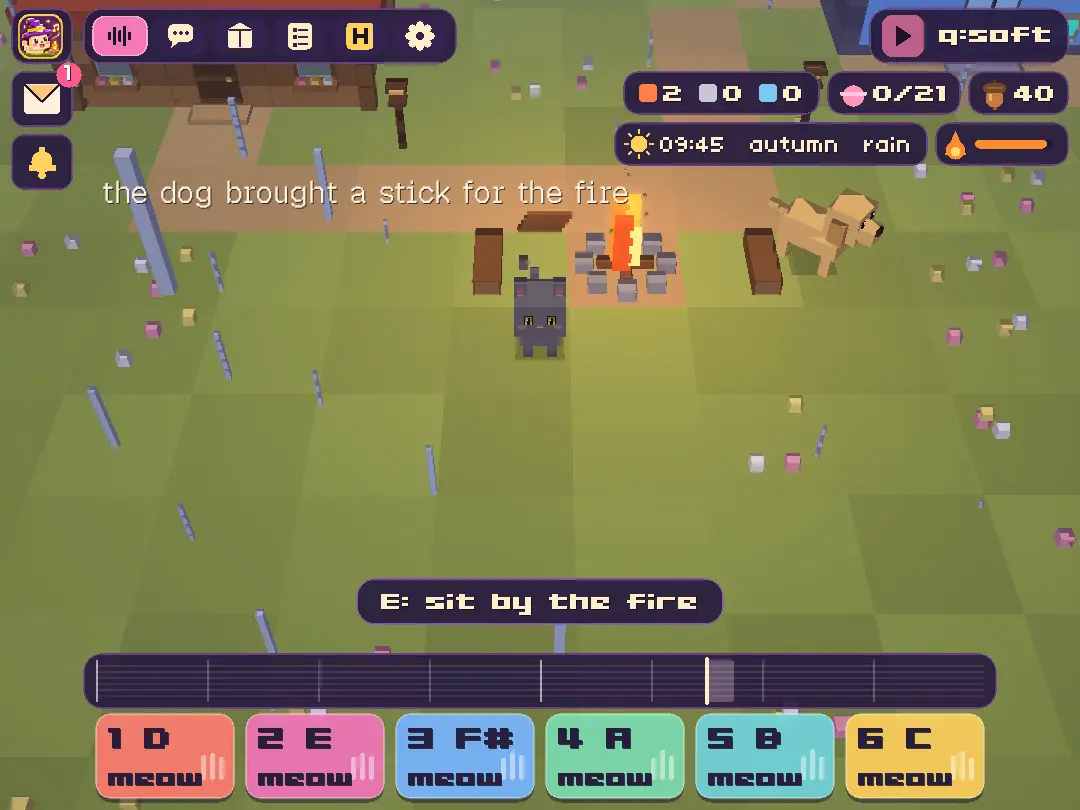 H
q:soft
1
2 0 0 0/21 40
09:45 autumn rain
the dog brought a stick for the fire
E: sit by the fire
1 D 2 E 3 F# 4 A 5 B 6 C
meow meow meow meow meow meow